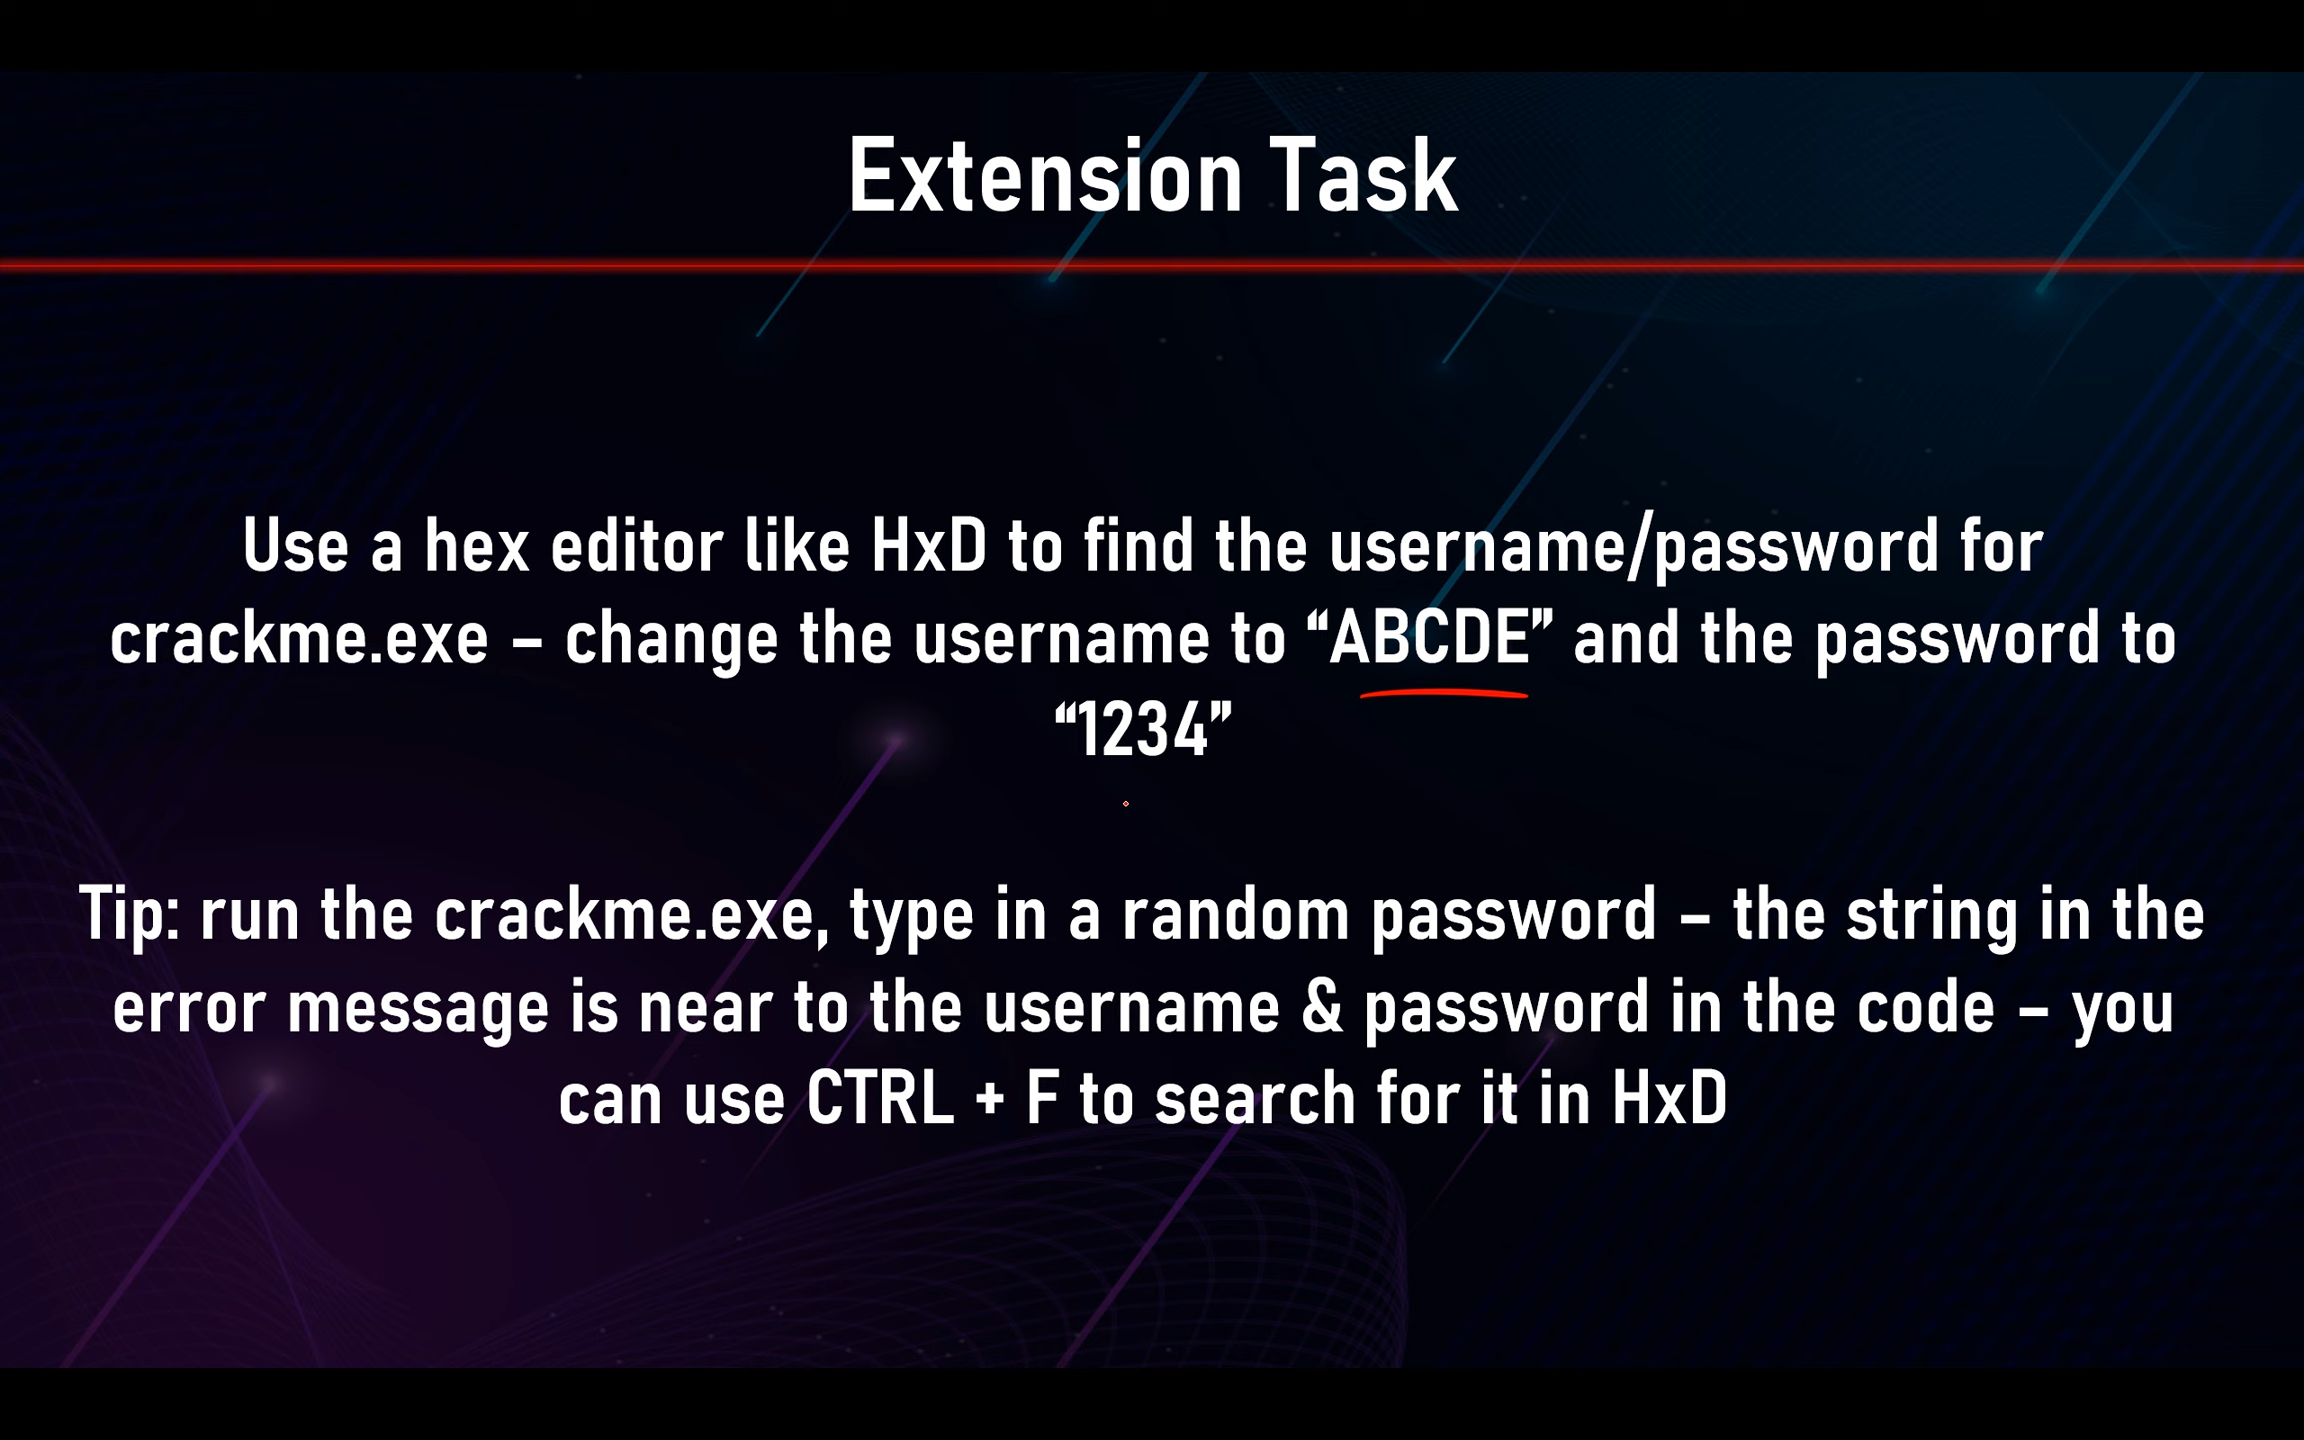 Extension Task
Use a hex editor like HxD to find the username/password for
crackme.exe – change the username to “ABCDE” and the password to
“1234”
Tip: run the crackme.exe, type in a random password – the string in the
error message is near to the username & password in the code – you
can use CTRL + F to search for it in HxD